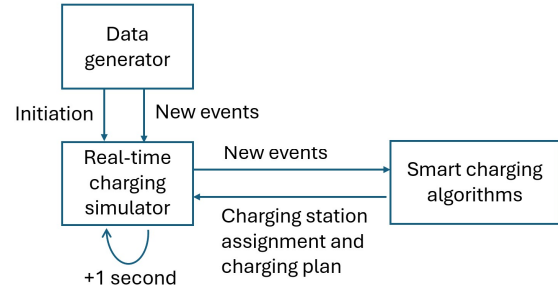 Data
generator
Initiation
New events
Real-time
charging
simulator
New events
Smart charging
algorithms
Charging station
assignment and
charging plan
+1 second